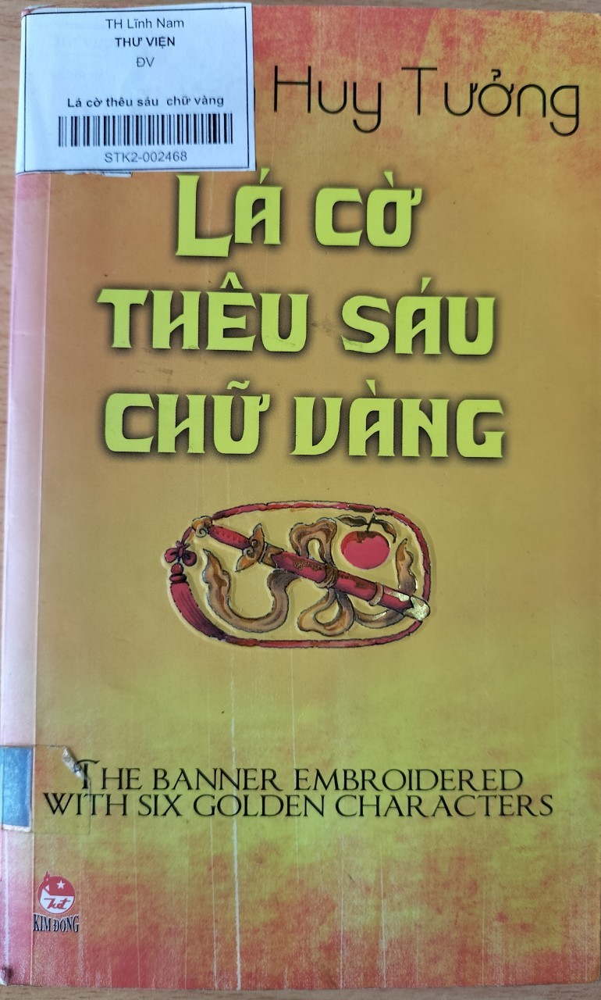 TH Lĩnh Nam
THƯ VIỆN
ĐV
Lá cờ thêu sáu chữ vàng
STK2-002468
Huy Tưởng
LÁ CỜ
THÊU SÁU
CHỮ VÀNG
THE BANNER EMBROIDERED
WITH SIX GOLDEN CHARACTERS
kđ
KIM ĐỒNG